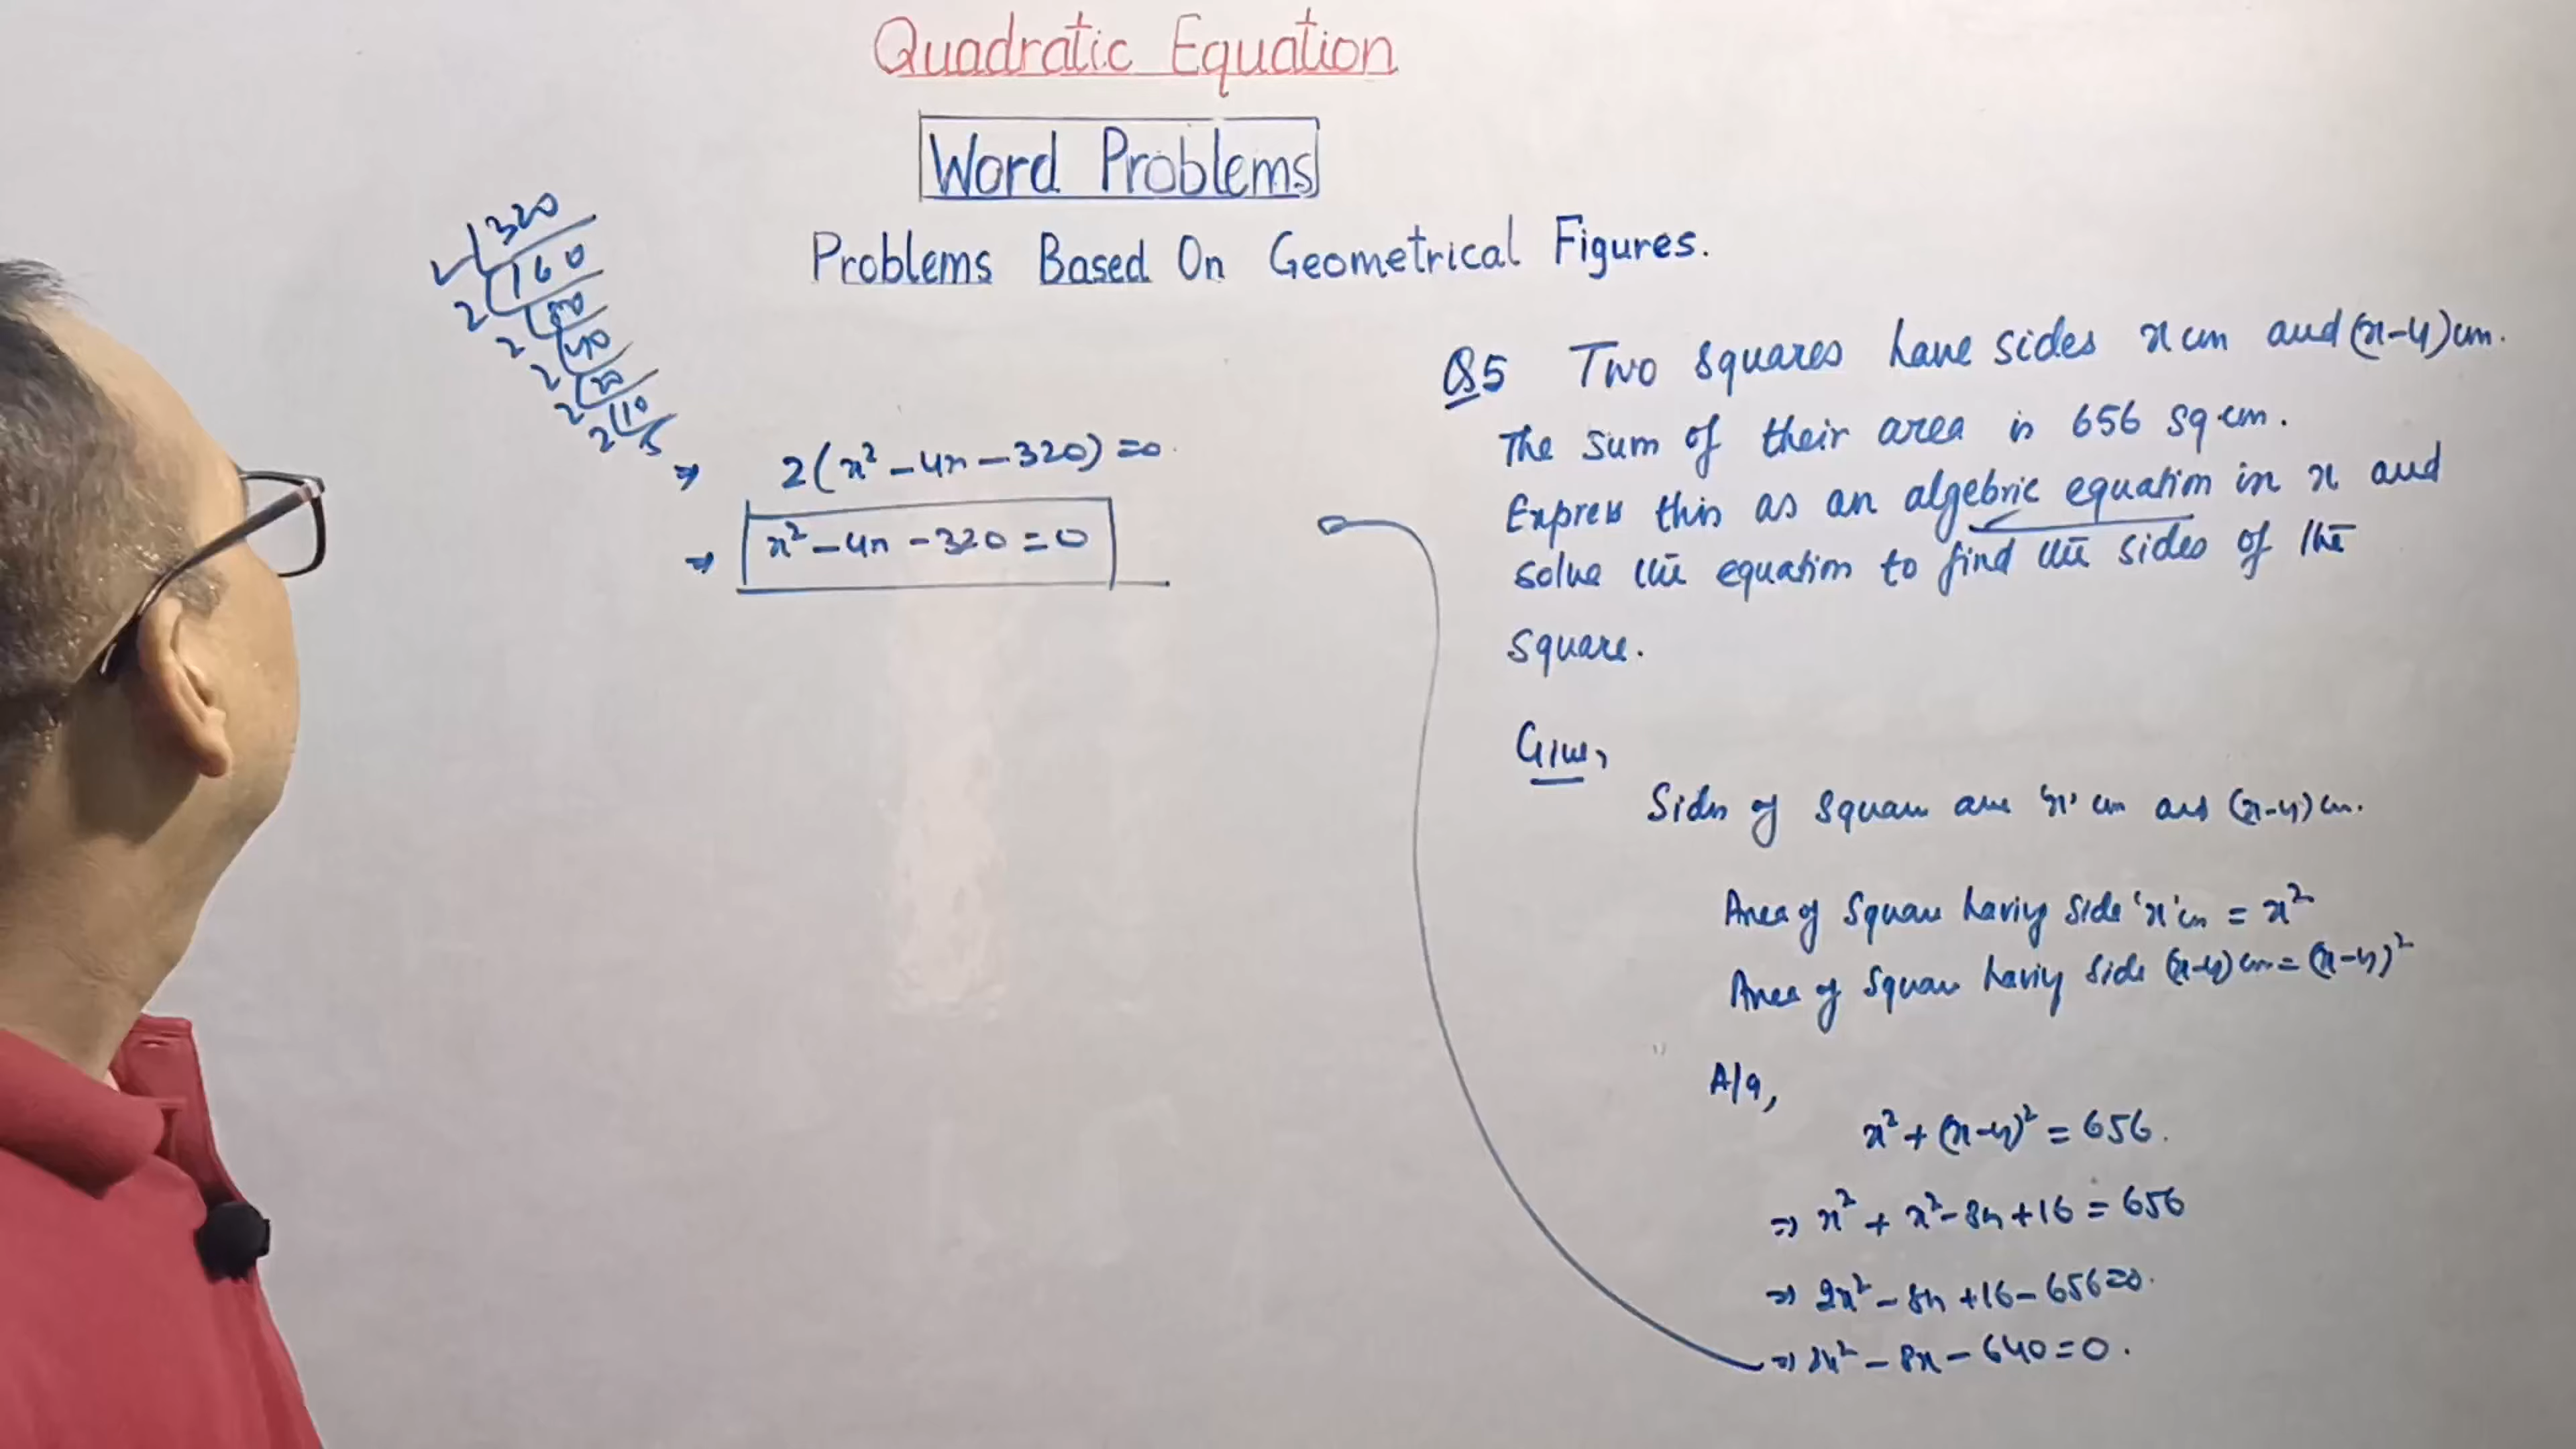 Quadratic Equation
Word Problems
Problems Based On Geometrical Figures.
2 | 320
2 | 160
2 | 80
2 | 40
2 | 20
2 | 10
5
⇒ 2(x² - 4x - 320) = 0.
⇒ x² - 4x - 320 = 0
Q5 Two squares have sides x cm and (x-4) cm.
The sum of their area is 656 sq cm.
Express this as an algebric equation in x and
solve the equation to find the sides of the
square.
Given,
Sides of square are 'x' cm and (x-4) cm.
Area of square having side 'x' cm = x²
Area of square having side (x-4) cm = (x-4)²
A/q,
x² + (x-4)² = 656.
⇒ x² + x² - 8x + 16 = 656
⇒ 2x² - 8x + 16 - 656 = 0.
⇒ 2x² - 8x - 640 = 0.